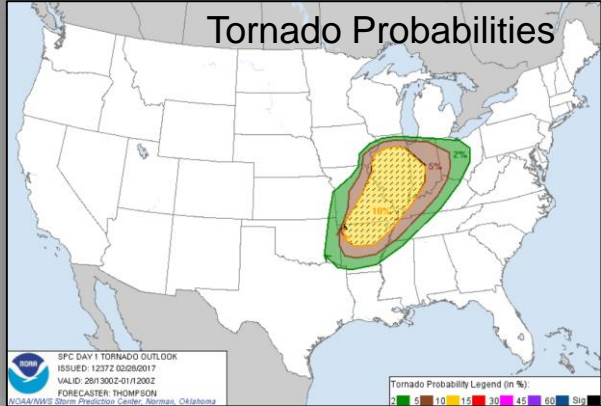 Tornado Probabilities
2%
5%
10%
NOAA
SPC DAY 1 TORNADO OUTLOOK
ISSUED: 1237Z 02/28/2017
VALID: 28/1300Z-01/1200Z
FORECASTER: THOMPSON
NOAA/NWS Storm Prediction Center, Norman, Oklahoma
Tornado Probability Legend (in %):
2 5 10 15 30 45 60 Sig